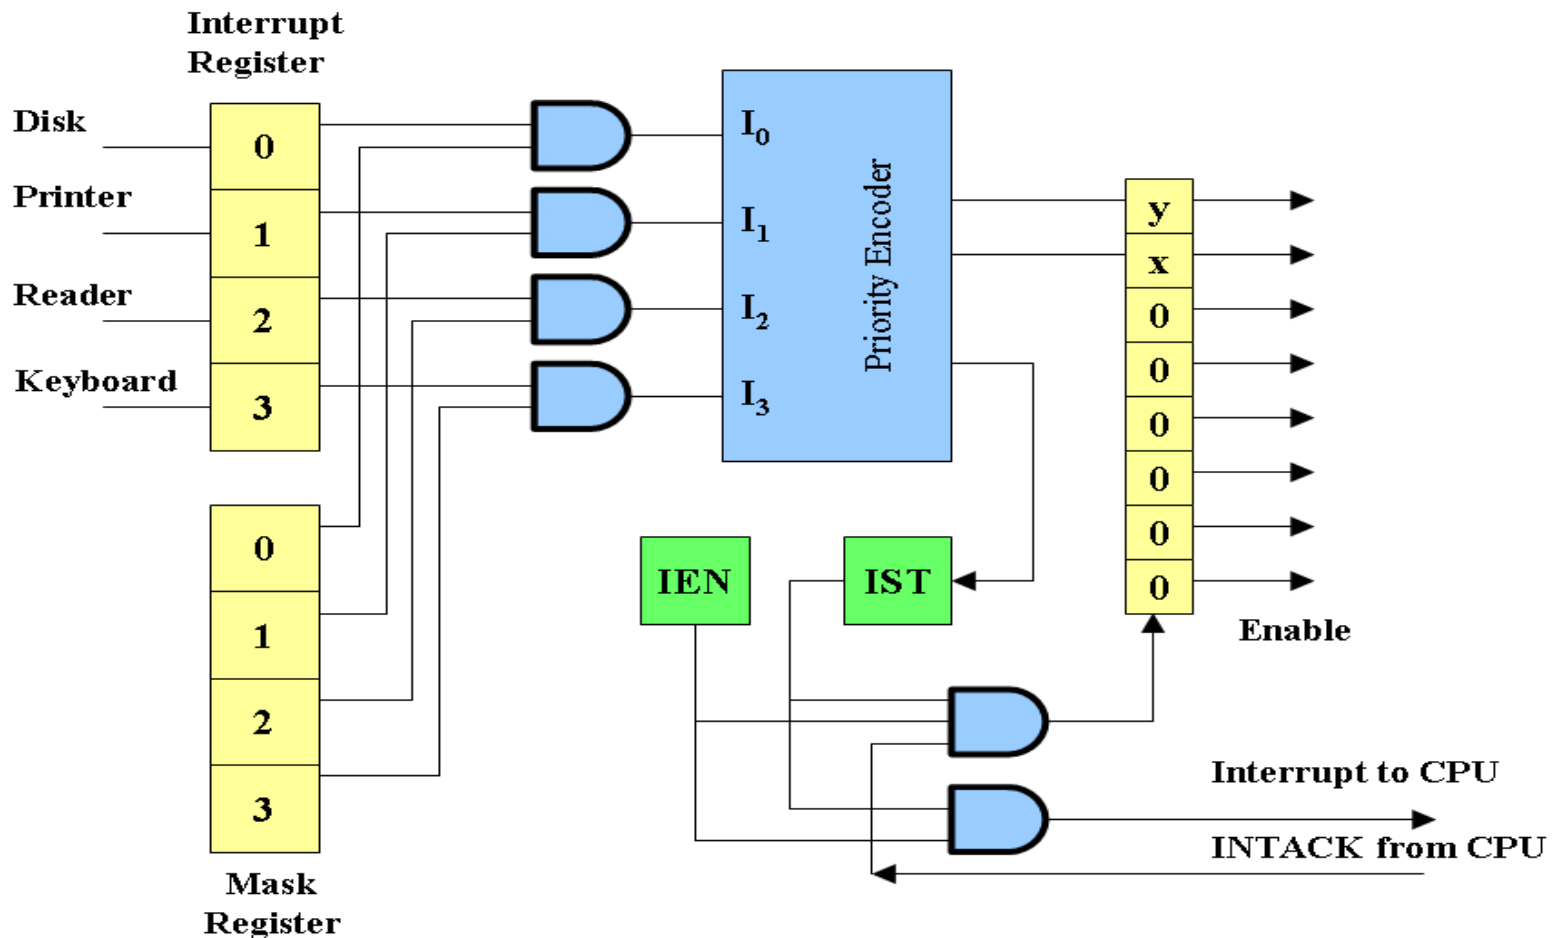 Interrupt
Register
Disk
0
Printer
1
Reader
2
Keyboard
3
I0
I1
I2
I3
Priority Encoder
y
x
0
0
0
0
0
0
Enable
0
1
2
3
Mask
Register
IEN
IST
Interrupt to CPU
INTACK from CPU